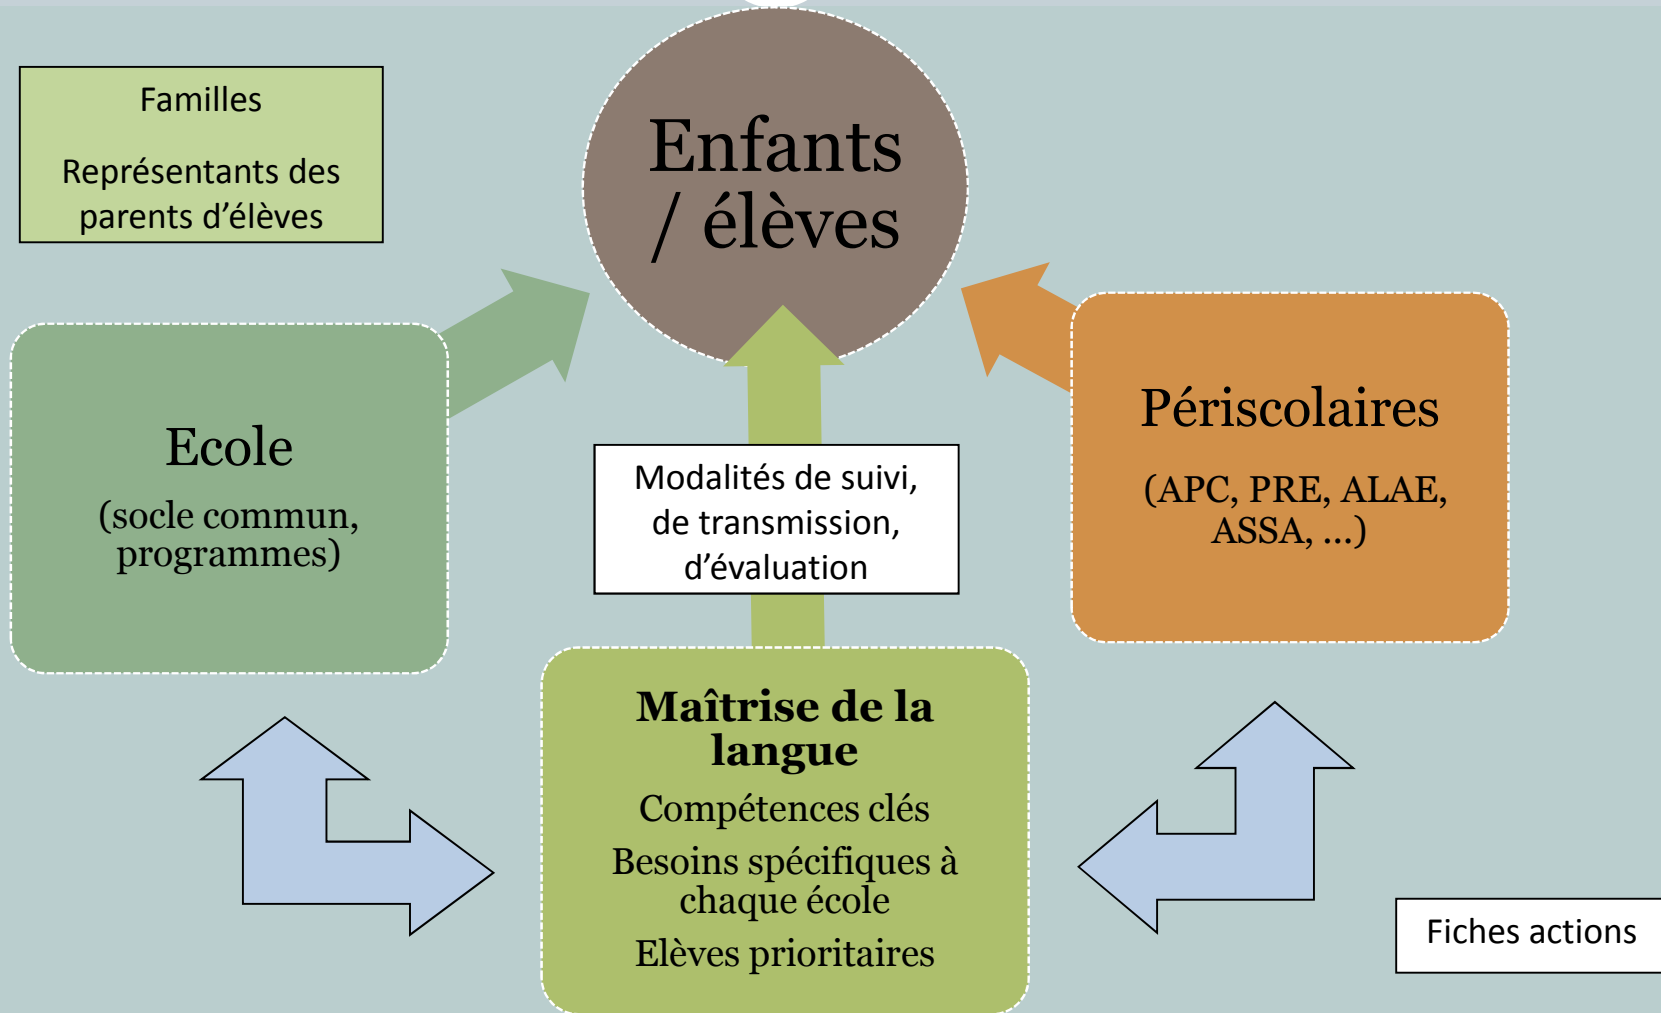 Familles
Représentants des
parents d’élèves
Enfants
/ élèves
Ecole
(socle commun,
programmes)
Modalités de suivi,
de transmission,
d’évaluation
Périscolaires
(APC, PRE, ALAE,
ASSA, …)
Maîtrise de la
langue
Compétences clés
Besoins spécifiques à
chaque école
Elèves prioritaires
Fiches actions